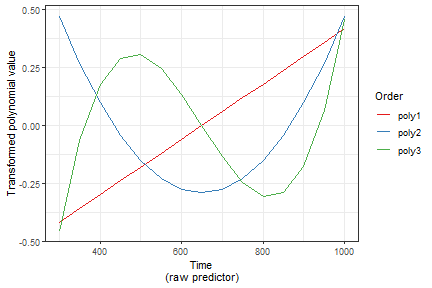 0.50
0.25
0.00
-0.25
-0.50
Transformed polynomial value
400
600
800
1000
Time
(raw predictor)
Order
poly1
poly2
poly3